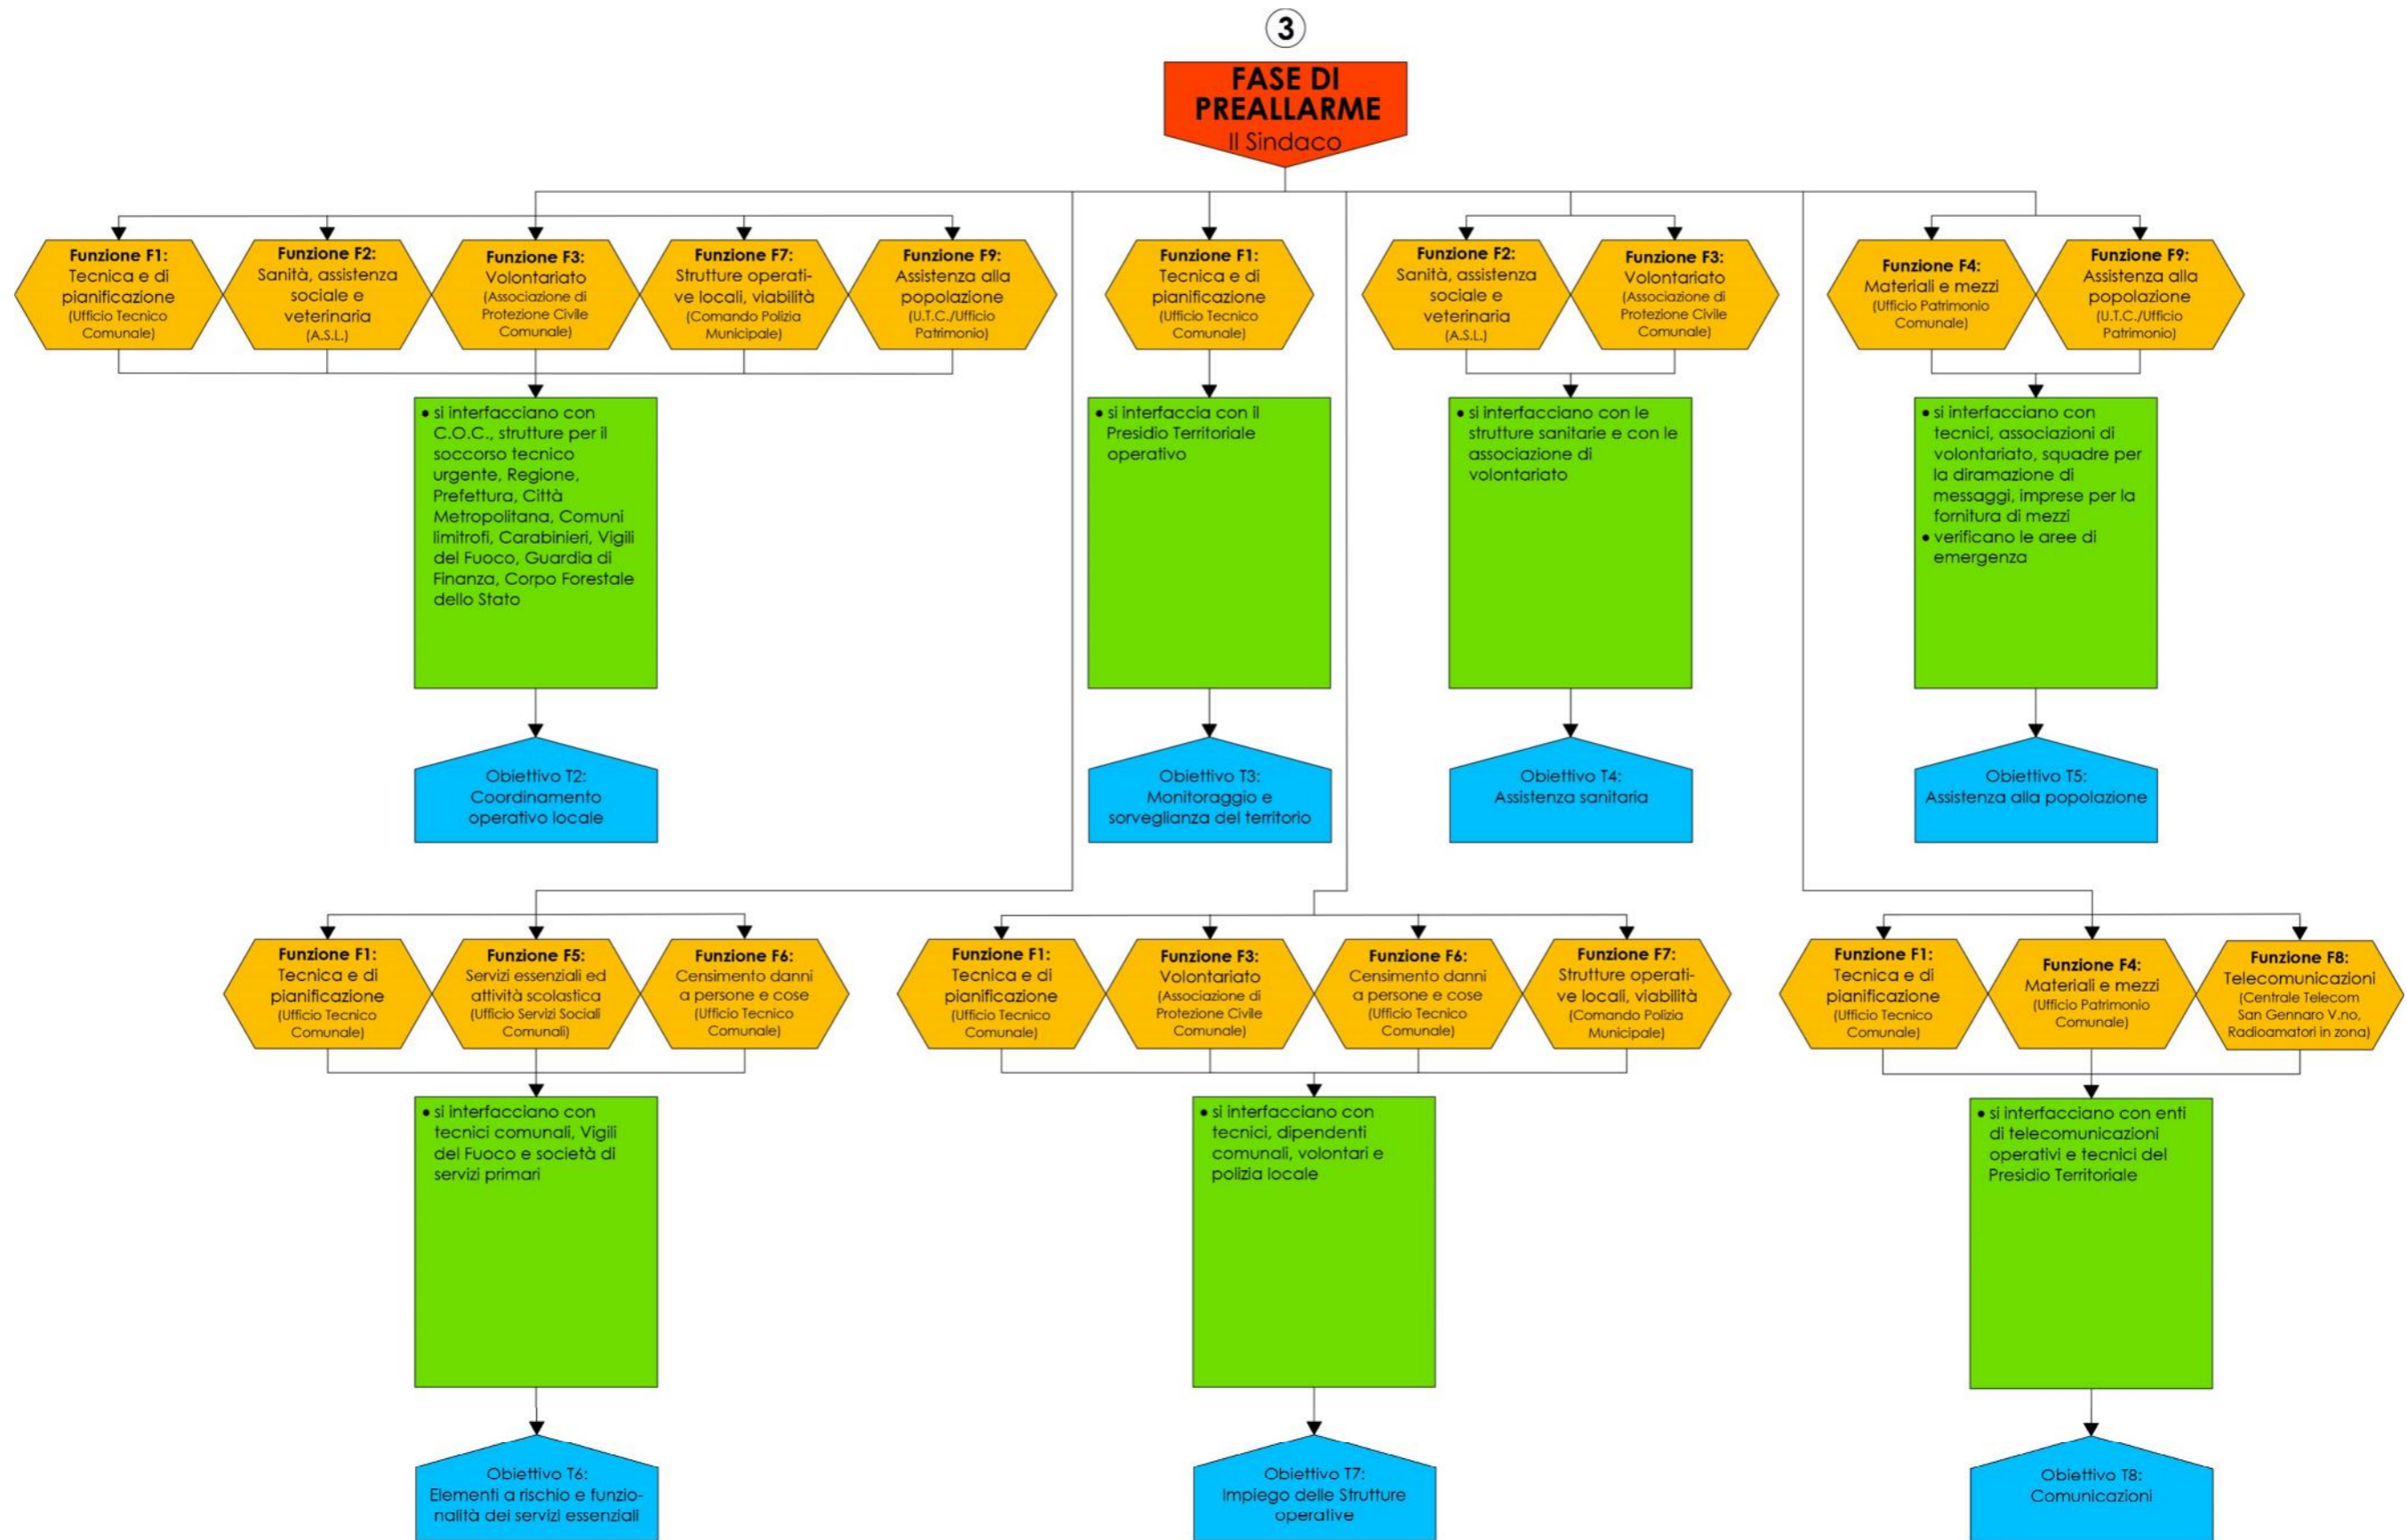 3
FASE DI
PREALLARME
Il Sindaco
Funzione F1:
Tecnica e di
pianificazione
(Ufficio Tecnico
Comunale)
Funzione F2:
Sanità, assistenza
sociale e
veterinaria
(A.S.L.)
Funzione F3:
Volontariato
(Associazione di
Protezione Civile
Comunale)
Funzione F7:
Strutture operati-
ve locali, viabilità
(Comando Polizia
Municipale)
Funzione F9:
Assistenza alla
popolazione
(U.T.C./Ufficio
Patrimonio)
Funzione F1:
Tecnica e di
pianificazione
(Ufficio Tecnico
Comunale)
Funzione F2:
Sanità, assistenza
sociale e
veterinaria
(A.S.L.)
Funzione F3:
Volontariato
(Associazione di
Protezione Civile
Comunale)
Funzione F4:
Materiali e mezzi
(Ufficio Patrimonio
Comunale)
Funzione F9:
Assistenza alla
popolazione
(U.T.C./Ufficio
Patrimonio)
• si interfacciano con
C.O.C., strutture per il
soccorso tecnico
urgente, Regione,
Prefettura, Città
Metropolitana, Comuni
limitrofi, Carabinieri, Vigili
del Fuoco, Guardia di
Finanza, Corpo Forestale
dello Stato
• si interfaccia con il
Presidio Territoriale
operativo
• si interfacciano con le
strutture sanitarie e con le
associazione di
volontariato
• si interfacciano con
tecnici, associazioni di
volontariato, squadre per
la diramazione di
messaggi, imprese per la
fornitura di mezzi
• verificano le aree di
emergenza
Obiettivo T2:
Coordinamento
operativo locale
Obiettivo T3:
Monitoraggio e
sorveglianza del territorio
Obiettivo T4:
Assistenza sanitaria
Obiettivo T5:
Assistenza alla popolazione
Funzione F1:
Tecnica e di
pianificazione
(Ufficio Tecnico
Comunale)
Funzione F5:
Servizi essenziali ed
attività scolastica
(Ufficio Servizi Sociali
Comunali)
Funzione F6:
Censimento danni
a persone e cose
(Ufficio Tecnico
Comunale)
Funzione F1:
Tecnica e di
pianificazione
(Ufficio Tecnico
Comunale)
Funzione F3:
Volontariato
(Associazione di
Protezione Civile
Comunale)
Funzione F6:
Censimento danni
a persone e cose
(Ufficio Tecnico
Comunale)
Funzione F7:
Strutture operati-
ve locali, viabilità
(Comando Polizia
Municipale)
Funzione F1:
Tecnica e di
pianificazione
(Ufficio Tecnico
Comunale)
Funzione F4:
Materiali e mezzi
(Ufficio Patrimonio
Comunale)
Funzione F8:
Telecomunicazioni
(Centrale Telecom
San Gennaro V.no,
Radioamatori in zona)
• si interfacciano con
tecnici comunali, Vigili
del Fuoco e società di
servizi primari
• si interfacciano con
tecnici, dipendenti
comunali, volontari e
polizia locale
• si interfacciano con enti
di telecomunicazioni
operativi e tecnici del
Presidio Territoriale
Obiettivo T6:
Elementi a rischio e funzio-
nalità dei servizi essenziali
Obiettivo T7:
Impiego delle Strutture
operative
Obiettivo T8:
Comunicazioni